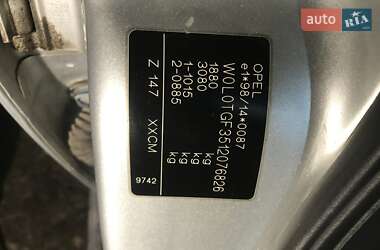 auto RIA
OPEL
e1*98/14*0087
W0L0TGF3512076826
1880 kg
3080 kg
1-1015 kg
2-0885 kg
Z 147 XXCM
9742